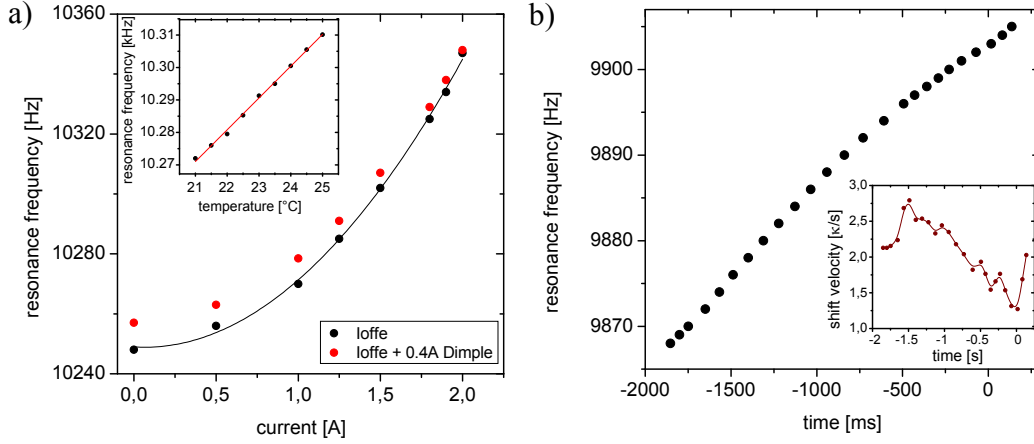 a)
resonance frequency [Hz]
10360
10320
10280
10240
0,0 0,5 1,0 1,5 2,0
current [A]
resonance frequency [kHz]
10.31
10.30
10.29
10.28
10.27
21 22 23 24 25
temperature [°C]
Ioffe
Ioffe + 0.4A Dimple
b)
resonance frequency [Hz]
9900
9890
9880
9870
-2000 -1500 -1000 -500 0
time [ms]
shift velocity [κ/s]
3,0
2,5
2,0
1,5
1,0
-2 -1.5 -1 -0.5 0
time [s]